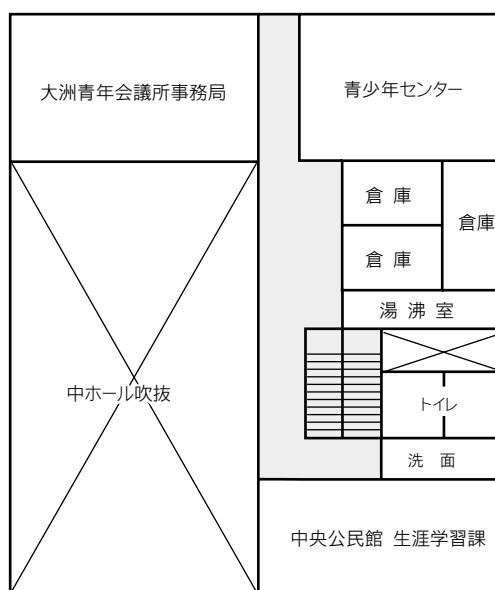 大洲青年会議所事務局
青少年センター
倉 庫
倉庫
倉 庫
湯 沸 室
中ホール吹抜
トイレ
洗 面
中央公民館 生涯学習課